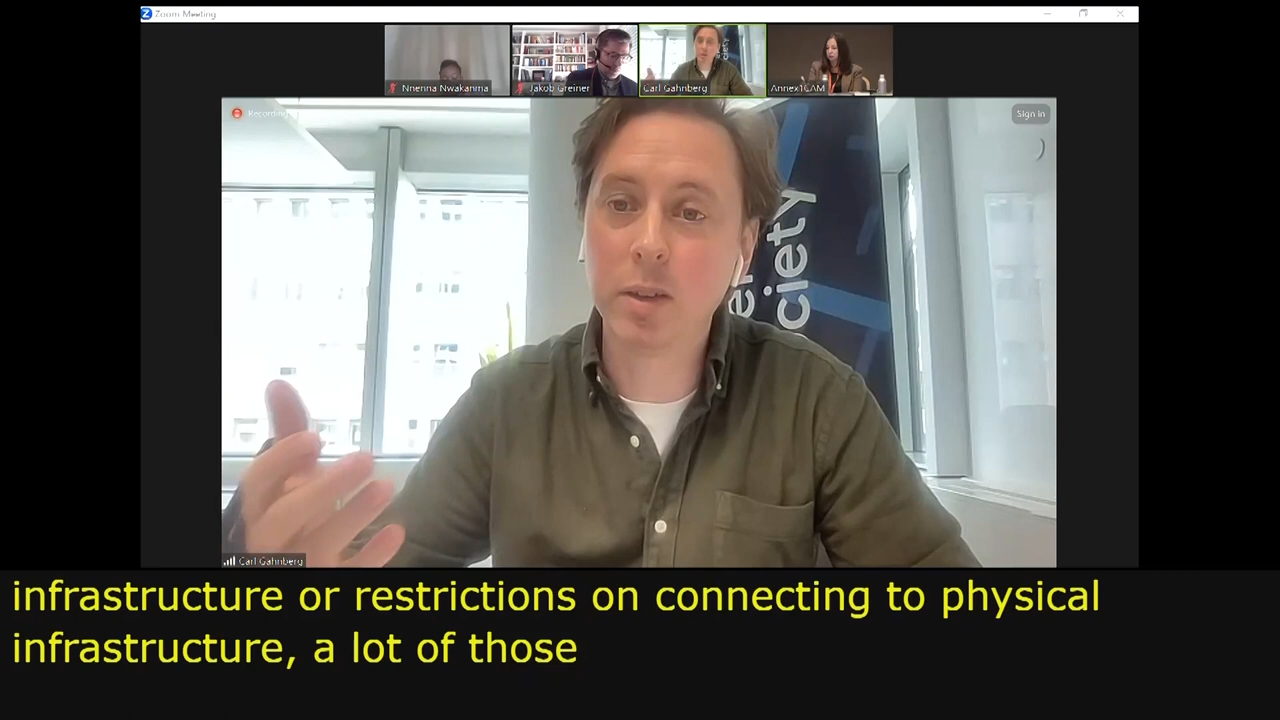 Zoom Meeting
Nnenna Nwakanma
Jakob Greiner
Carl Gahnberg
Annex1CAM
Recording
Sign in
ciety
Carl Gahnberg
infrastructure or restrictions on connecting to physical
infrastructure, a lot of those